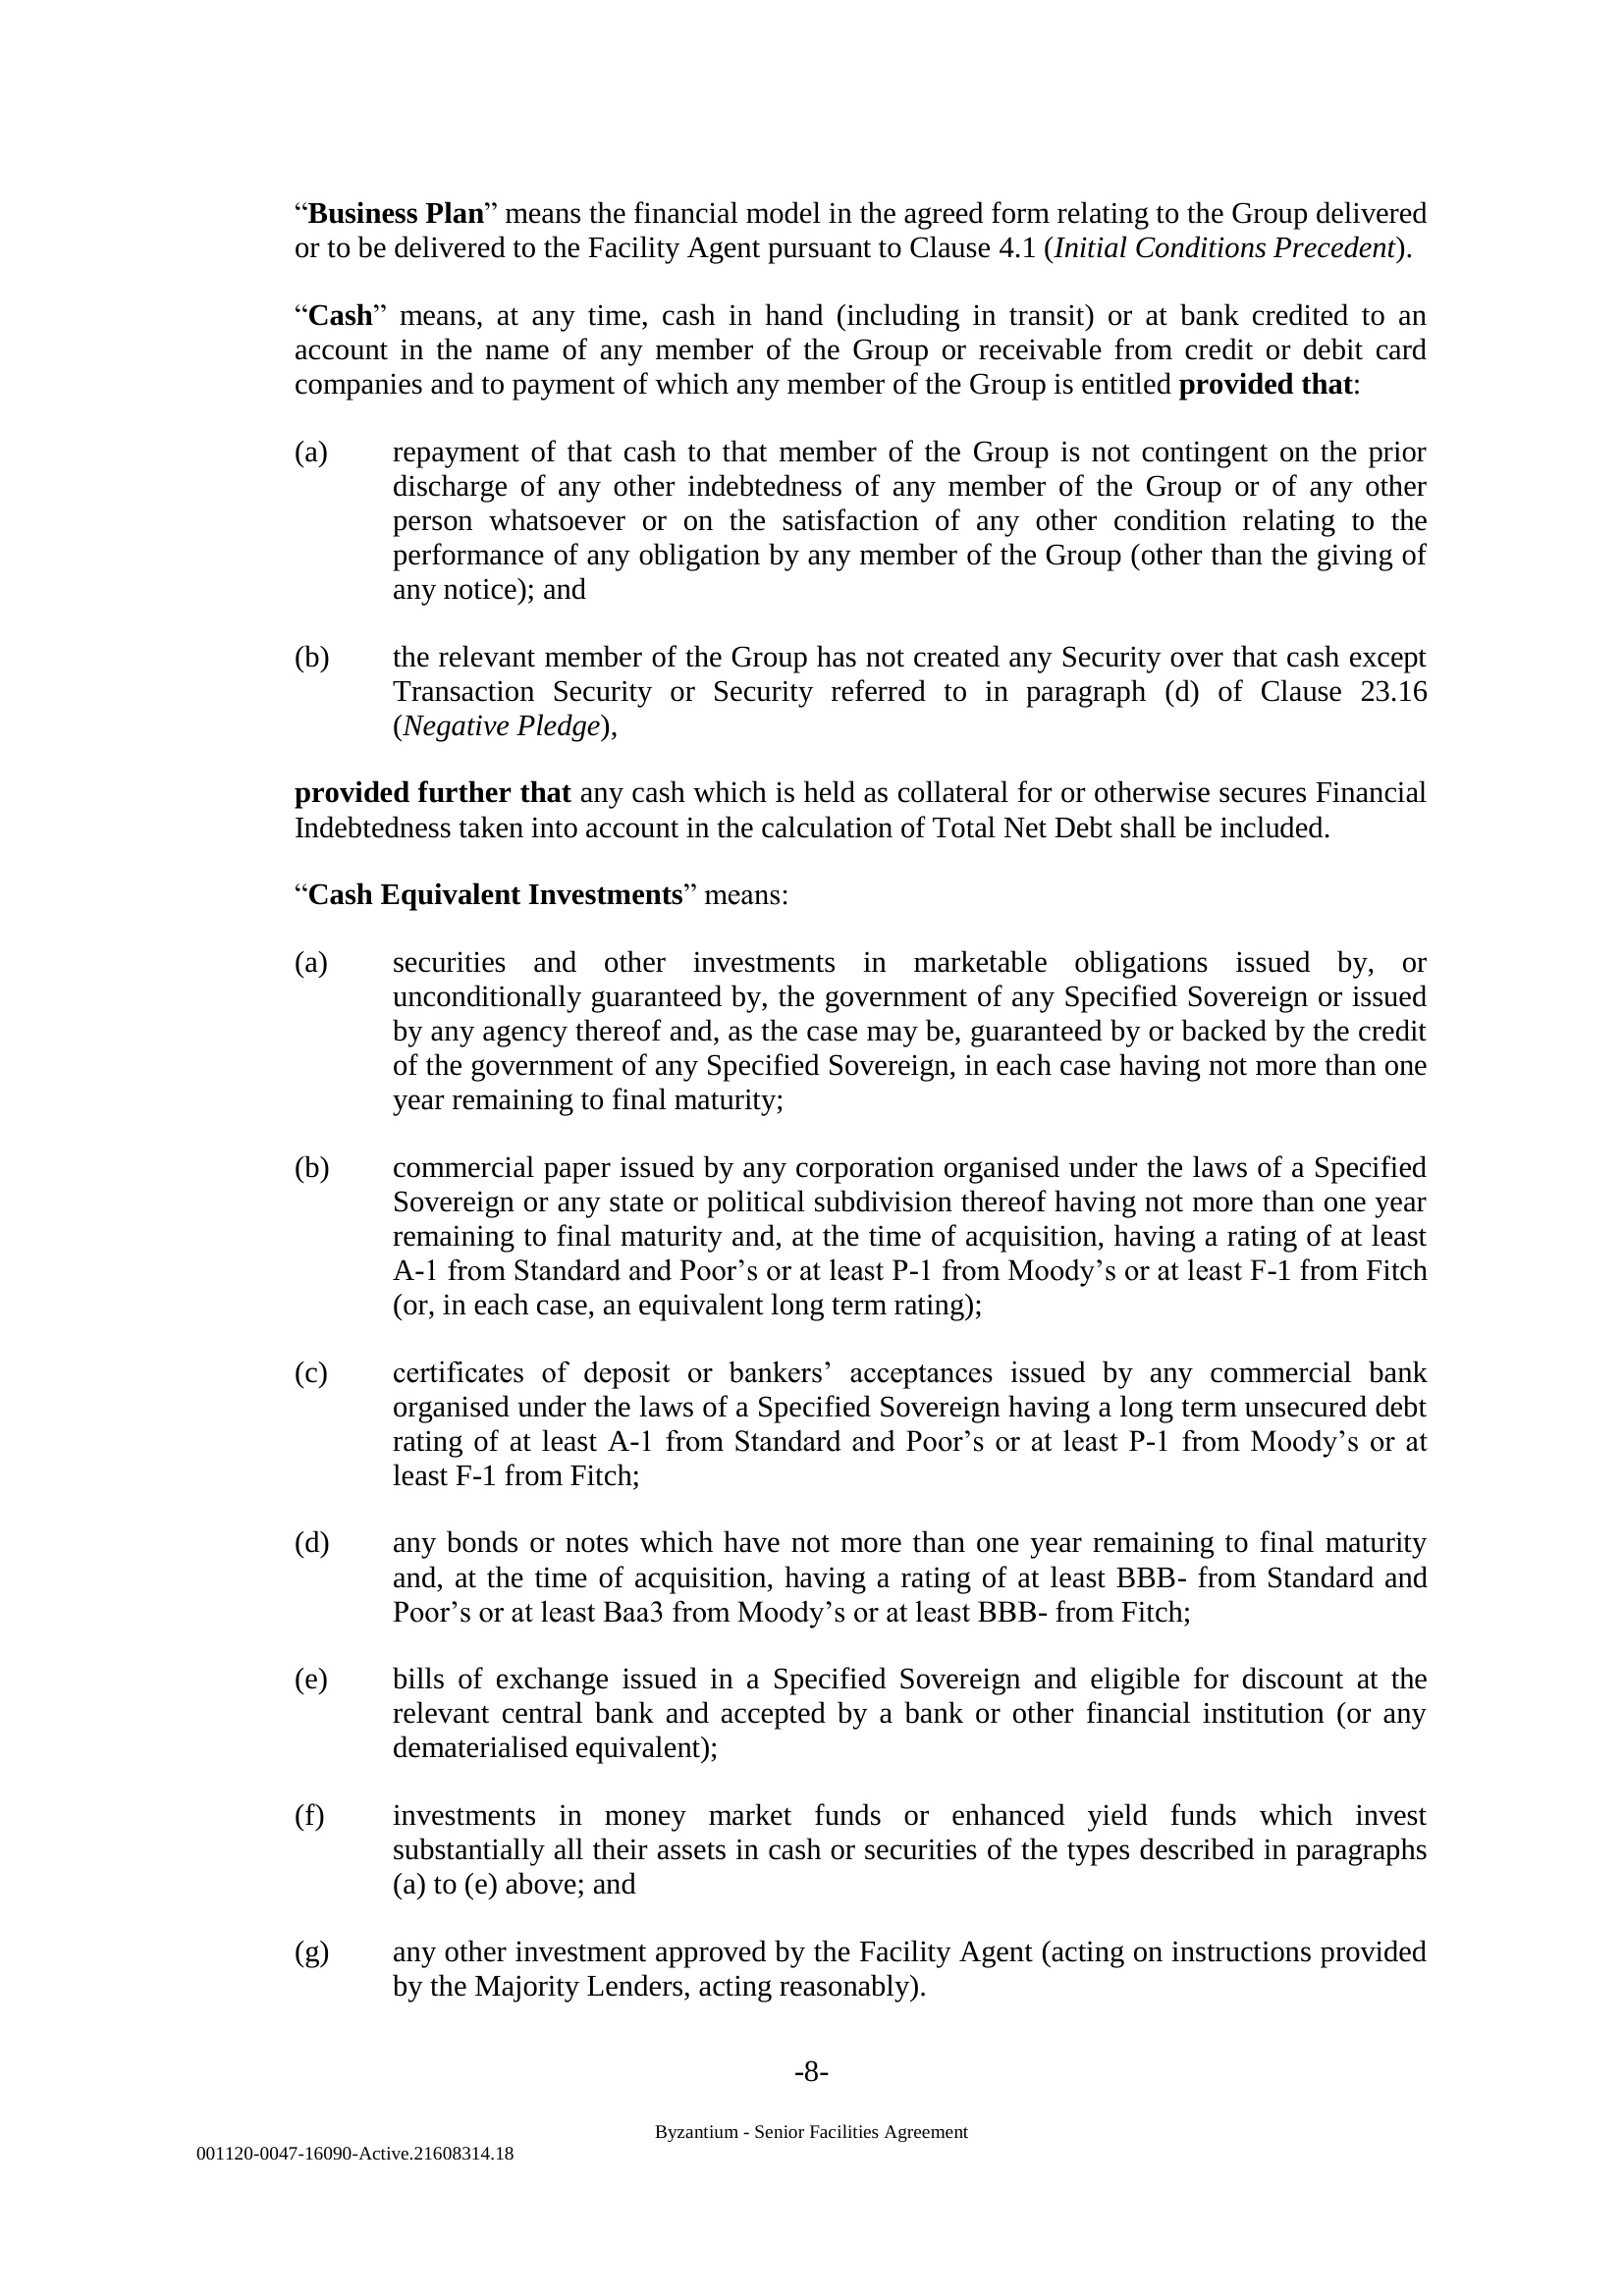 “Business Plan” means the financial model in the agreed form relating to the Group delivered
or to be delivered to the Facility Agent pursuant to Clause 4.1 (Initial Conditions Precedent).
“Cash” means, at any time, cash in hand (including in transit) or at bank credited to an
account in the name of any member of the Group or receivable from credit or debit card
companies and to payment of which any member of the Group is entitled provided that:
(a) repayment of that cash to that member of the Group is not contingent on the prior
discharge of any other indebtedness of any member of the Group or of any other
person whatsoever or on the satisfaction of any other condition relating to the
performance of any obligation by any member of the Group (other than the giving of
any notice); and
(b) the relevant member of the Group has not created any Security over that cash except
Transaction Security or Security referred to in paragraph (d) of Clause 23.16
(Negative Pledge),
provided further that any cash which is held as collateral for or otherwise secures Financial
Indebtedness taken into account in the calculation of Total Net Debt shall be included.
“Cash Equivalent Investments” means:
(a) securities and other investments in marketable obligations issued by, or
unconditionally guaranteed by, the government of any Specified Sovereign or issued
by any agency thereof and, as the case may be, guaranteed by or backed by the credit
of the government of any Specified Sovereign, in each case having not more than one
year remaining to final maturity;
(b) commercial paper issued by any corporation organised under the laws of a Specified
Sovereign or any state or political subdivision thereof having not more than one year
remaining to final maturity and, at the time of acquisition, having a rating of at least
A-1 from Standard and Poor’s or at least P-1 from Moody’s or at least F-1 from Fitch
(or, in each case, an equivalent long term rating);
(c) certificates of deposit or bankers’ acceptances issued by any commercial bank
organised under the laws of a Specified Sovereign having a long term unsecured debt
rating of at least A-1 from Standard and Poor’s or at least P-1 from Moody’s or at
least F-1 from Fitch;
(d) any bonds or notes which have not more than one year remaining to final maturity
and, at the time of acquisition, having a rating of at least BBB- from Standard and
Poor’s or at least Baa3 from Moody’s or at least BBB- from Fitch;
(e) bills of exchange issued in a Specified Sovereign and eligible for discount at the
relevant central bank and accepted by a bank or other financial institution (or any
dematerialised equivalent);
(f) investments in money market funds or enhanced yield funds which invest
substantially all their assets in cash or securities of the types described in paragraphs
(a) to (e) above; and
(g) any other investment approved by the Facility Agent (acting on instructions provided
by the Majority Lenders, acting reasonably).
-8-
Byzantium - Senior Facilities Agreement
001120-0047-16090-Active.21608314.18